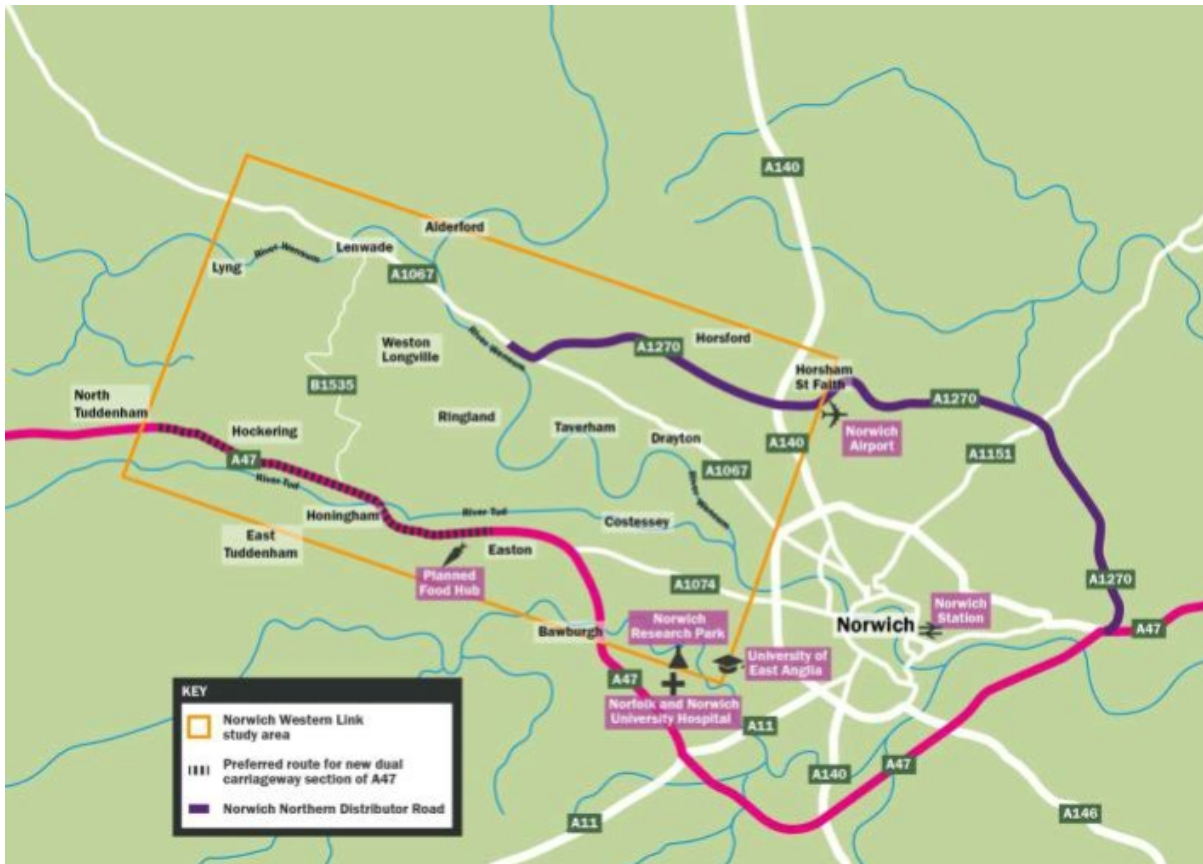 A140
Alderford
Lenwade
River Wensum
Lyng
A1067
River Wensum
Weston
Longville
A1270
Horsford
Horsham
St Faith
B1535
North
Tuddenham
A1270
Ringland
Hockering
Taverham
Drayton
A140
Norwich
Airport
A47
A1067
A1151
River Tud
River Wensum
Honingham
River Tud
Costessey
East
Tuddenham
Easton
Planned
Food Hub
A1074
A1270
Norwich
Research Park
Norwich
Station
Bawburgh
Norwich
A47
University of
East Anglia
A47
Norfolk and Norwich
University Hospital
A11
A47
A140
A11
A146
KEY
Norwich Western Link
study area
Preferred route for new dual
carriageway section of A47
Norwich Northern Distributor Road